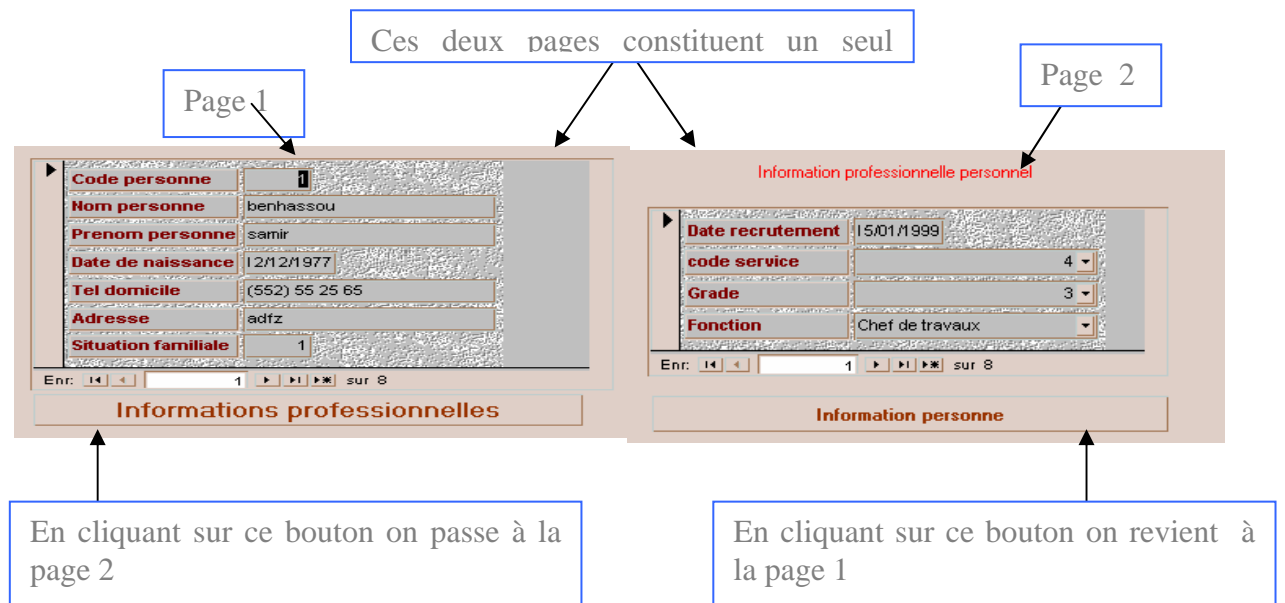 Ces deux pages constituent un seul
Page 1
Page 2
Code personne 1
Nom personne benhassou
Prenom personne samir
Date de naissance 12/12/1977
Tel domicile (552) 55 25 65
Adresse adfz
Situation familiale 1
Enr: 1 sur 8
Informations professionnelles
Information professionnelle personnel
Date recrutement 15/01/1999
code service 4
Grade 3
Fonction Chef de travaux
Enr: 1 sur 8
Information personne
En cliquant sur ce bouton on passe à la
page 2
En cliquant sur ce bouton on revient à
la page 1